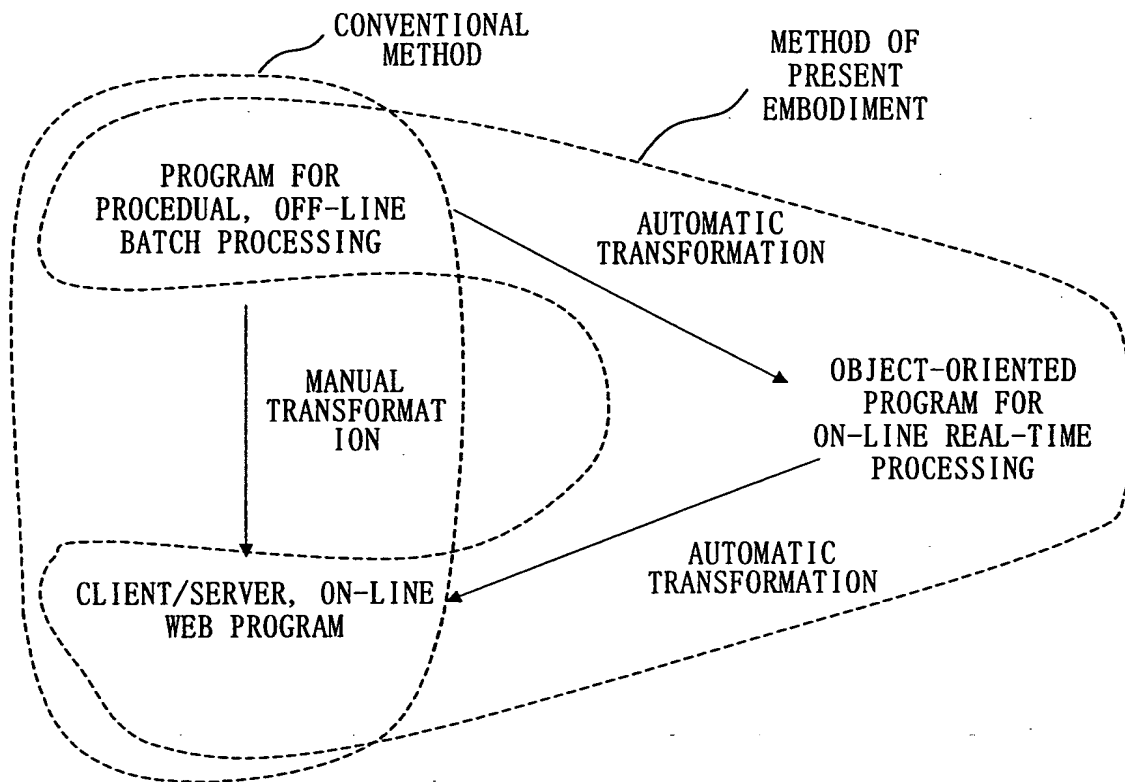 CONVENTIONAL
METHOD
METHOD OF
PRESENT
EMBODIMENT
PROGRAM FOR
PROCEDUAL, OFF-LINE
BATCH PROCESSING
AUTOMATIC
TRANSFORMATION
MANUAL
TRANSFORMAT
ION
OBJECT-ORIENTED
PROGRAM FOR
ON-LINE REAL-TIME
PROCESSING
AUTOMATIC
TRANSFORMATION
CLIENT/SERVER, ON-LINE
WEB PROGRAM